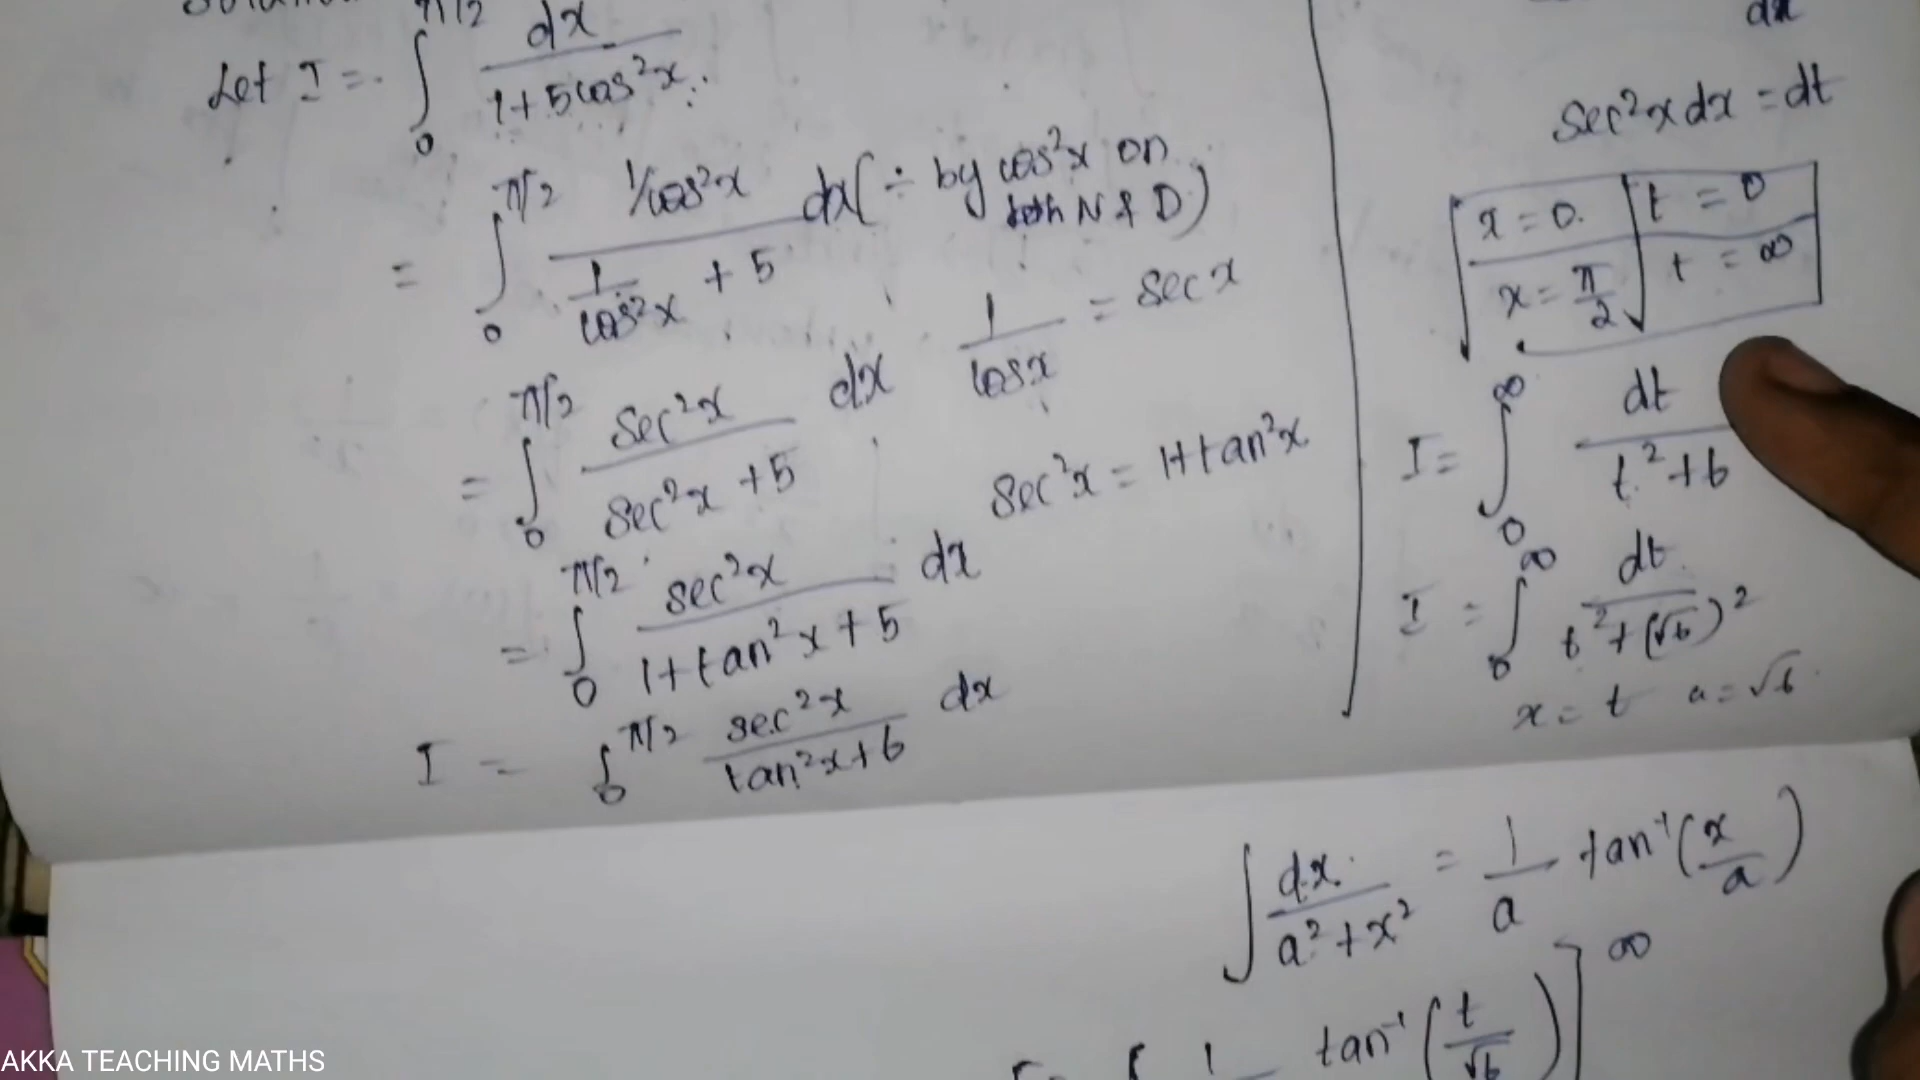 Let I = ∫₀^π/2 dx / 1+5cos²x
= ∫₀^π/2 1/cos²x / 1/cos²x + 5 dx (÷ by cos²x on both N & D)
1/cosx = sec x
= ∫₀^π/2 sec²x / sec²x +5 dx
sec²x = 1+tan²x
= ∫₀^π/2 sec²x / 1+tan²x+5 dx
I = ∫₀^π/2 sec²x / tan²x+6 dx
dx
sec²x dx = dt
x = 0. t = 0
x = π/2 t = ∞
I = ∫₀^∞ dt / t²+6
I = ∫₀^∞ dt / t²+(√6)²
x = t a = √6
∫ dx / a²+x² = 1/a tan⁻¹(x/a)
1 tan⁻¹(t/√6)]^∞
AKKA TEACHING MATHS